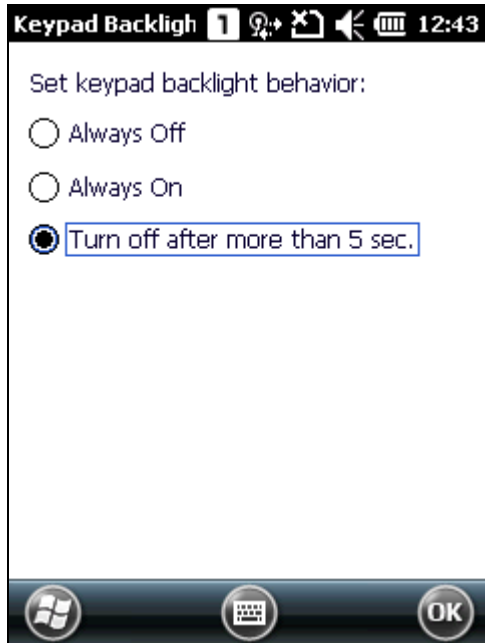 Keypad Backligh 1 12:43
Set keypad backlight behavior:
Always Off
Always On
Turn off after more than 5 sec.
OK